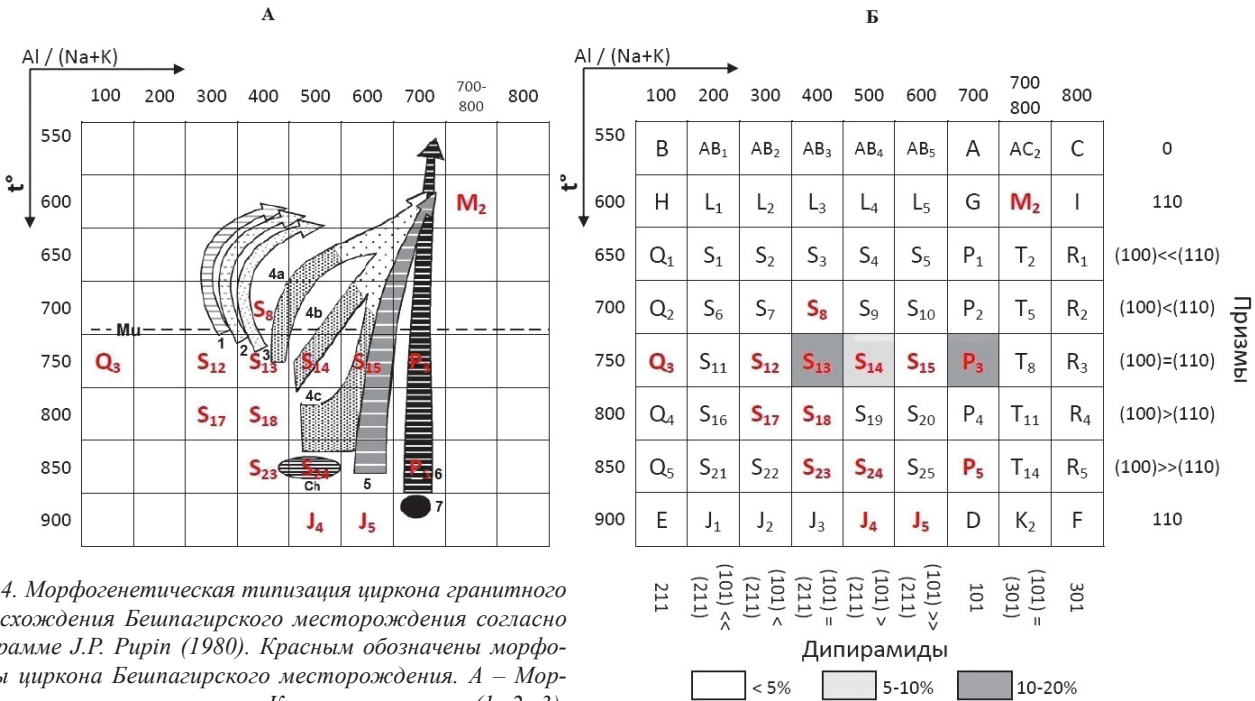 А
Б
Al / (Na+K)
100 200 300 400 500 600 700 700-800 800
t°
550
600 M₂
650
4a
700 S₈ 4b
Mu
1 2 3
750 Q₃ S₁₂ S₁₃ S₁₄ S₁₅ P₃
4c
800 S₁₇ S₁₈
850 S₂₃ S₂₄ P₅ 6
Ch 5 7
900 J₄ J₅
Al / (Na+K)
100 200 300 400 500 600 700 700 800 800
t°
550 B AB₁ AB₂ AB₃ AB₄ AB₅ A AC₂ C 0
600 H L₁ L₂ L₃ L₄ L₅ G M₂ I 110
650 Q₁ S₁ S₂ S₃ S₄ S₅ P₁ T₂ R₁ (100)<<(110)
700 Q₂ S₆ S₇ S₈ S₉ S₁₀ P₂ T₅ R₂ (100)<(110)
750 Q₃ S₁₁ S₁₂ S₁₃ S₁₄ S₁₅ P₃ T₈ R₃ (100)=(110)
800 Q₄ S₁₆ S₁₇ S₁₈ S₁₉ S₂₀ P₄ T₁₁ R₄ (100)>(110)
850 Q₅ S₂₁ S₂₂ S₂₃ S₂₄ S₂₅ P₅ T₁₄ R₅ (100)>>(110)
900 E J₁ J₂ J₃ J₄ J₅ D K₂ F 110
Призмы
211
(101) <<
(211)
(101) <
(211)
(101) =
(211)
(101) >
(211)
(101) >>
(211)
101
(101) =
(301)
301
Дипирамиды
< 5% 5-10% 10-20%
4. Морфогенетическая типизация циркона гранитного
схождения Бешпагирского месторождения согласно
рамме J.P. Pupin (1980). Красным обозначены морфо-
ы циркона Бешпагирского месторождения. А – Мор-